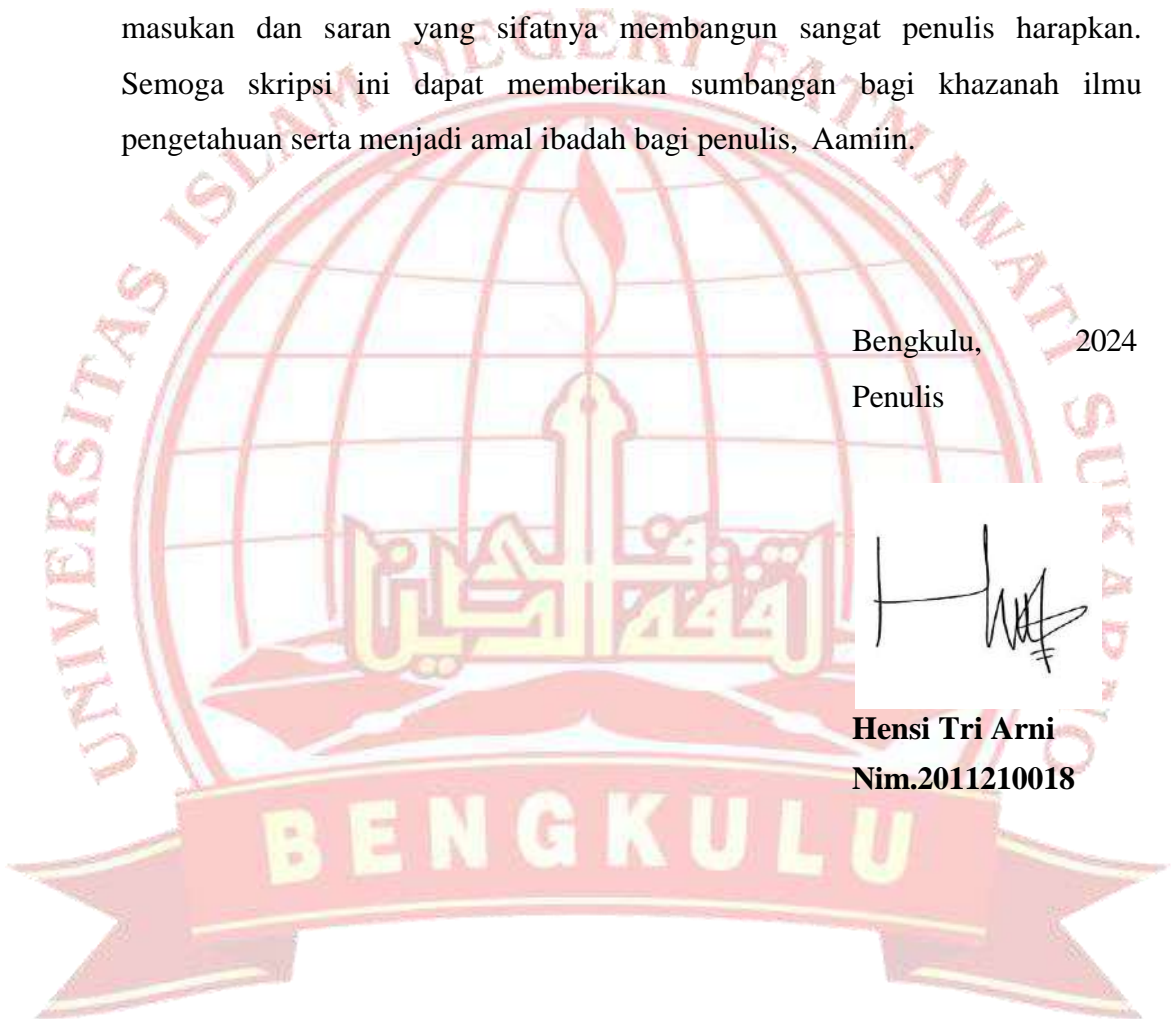 masukan dan saran yang sifatnya membangun sangat penulis harapkan.
Semoga skripsi ini dapat memberikan sumbangan bagi khazanah ilmu
pengetahuan serta menjadi amal ibadah bagi penulis, Aamiin.
UNIVERSITAS ISLAM NEGERI FATMAWATI SUKARNO
Bengkulu, 2024
Penulis
Hensi Tri Arni
Nim.2011210018
BENGKULU